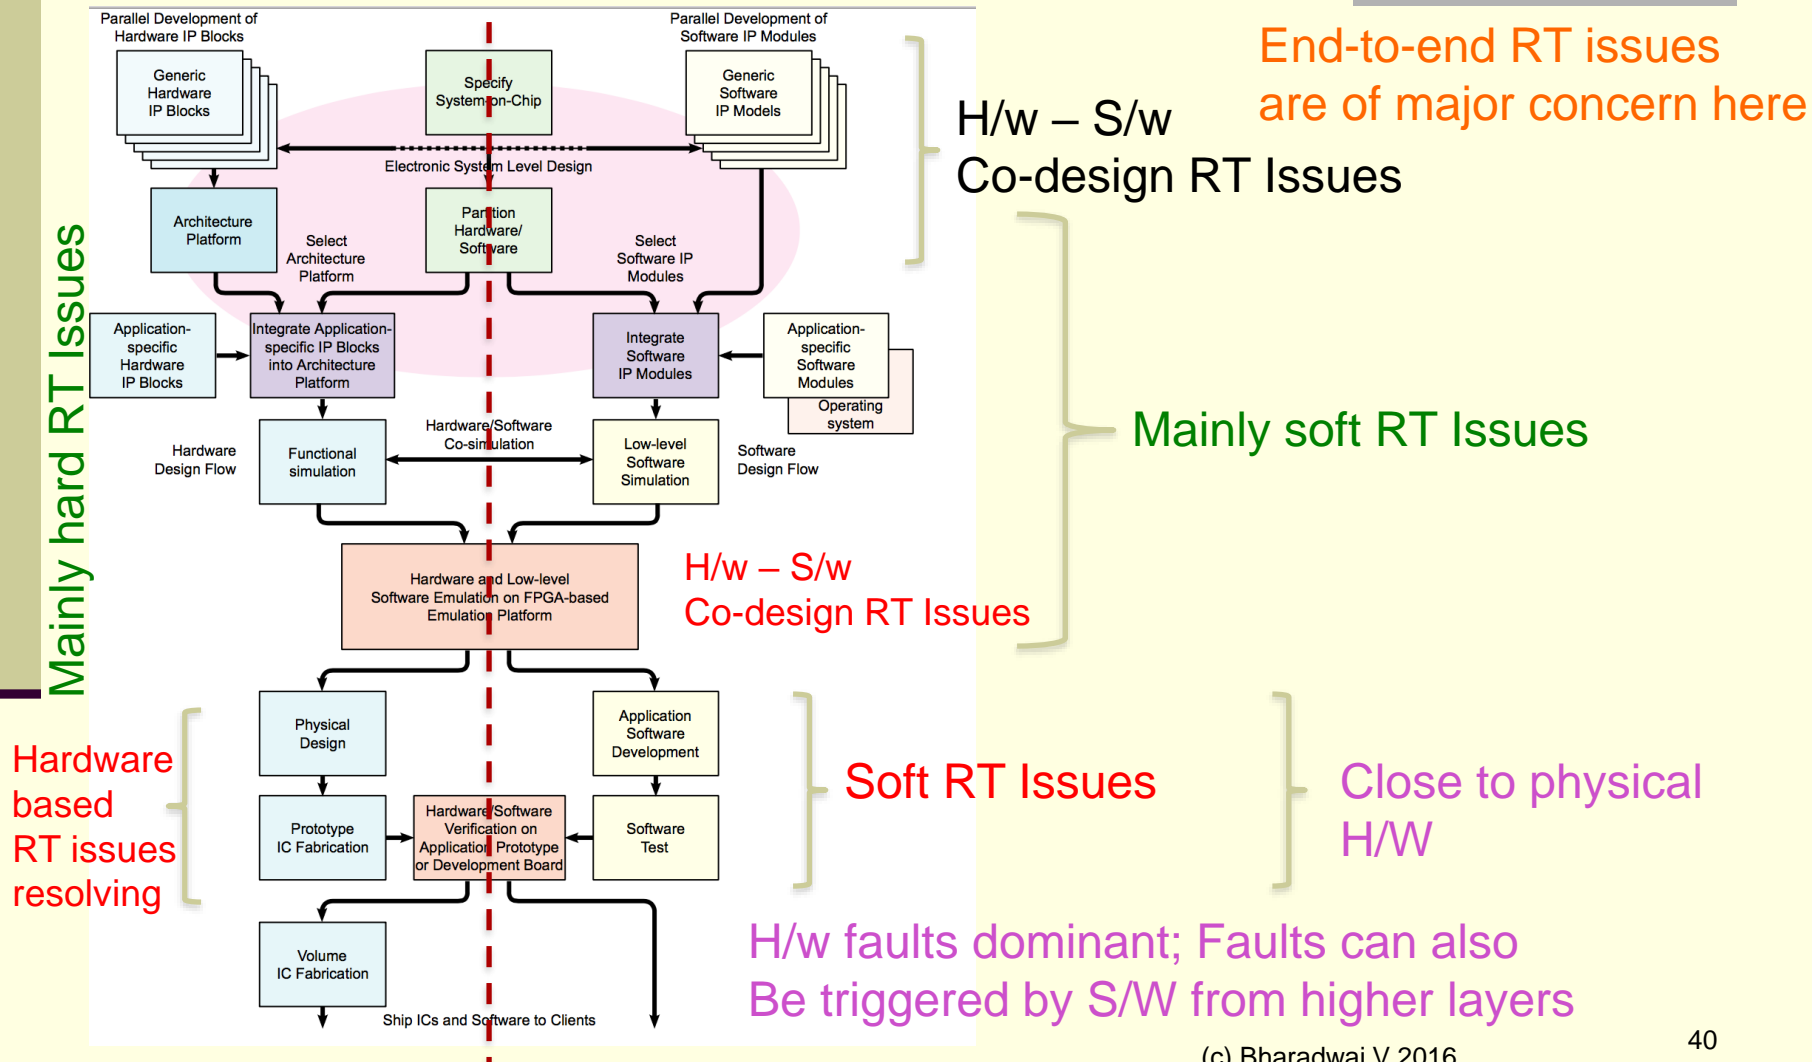 Parallel Development of
Hardware IP Blocks
Parallel Development of
Software IP Modules
End-to-end RT issues
are of major concern here
Generic
Hardware
IP Blocks
Specify
System-on-Chip
Generic
Software
IP Models
H/w – S/w
Co-design RT Issues
Electronic System Level Design
Architecture
Platform
Select
Architecture
Platform
Partition
Hardware/
Software
Select
Software IP
Modules
Mainly hard RT Issues
Application-
specific
Hardware
IP Blocks
Integrate Application-
specific IP Blocks
into Architecture
Platform
Integrate
Software
IP Modules
Application-
specific
Software
Modules
Operating
system
Mainly soft RT Issues
Hardware
Design Flow
Functional
simulation
Hardware/Software
Co-simulation
Low-level
Software
Simulation
Software
Design Flow
Hardware and Low-level
Software Emulation on FPGA-based
Emulation Platform
H/w – S/w
Co-design RT Issues
Physical
Design
Application
Software
Development
Hardware
based
RT issues
resolving
Soft RT Issues
Close to physical
H/W
Prototype
IC Fabrication
Hardware/Software
Verification on
Application Prototype
or Development Board
Software
Test
Volume
IC Fabrication
H/w faults dominant; Faults can also
Be triggered by S/W from higher layers
Ship ICs and Software to Clients
(c) Bharadwaj V 2016
40